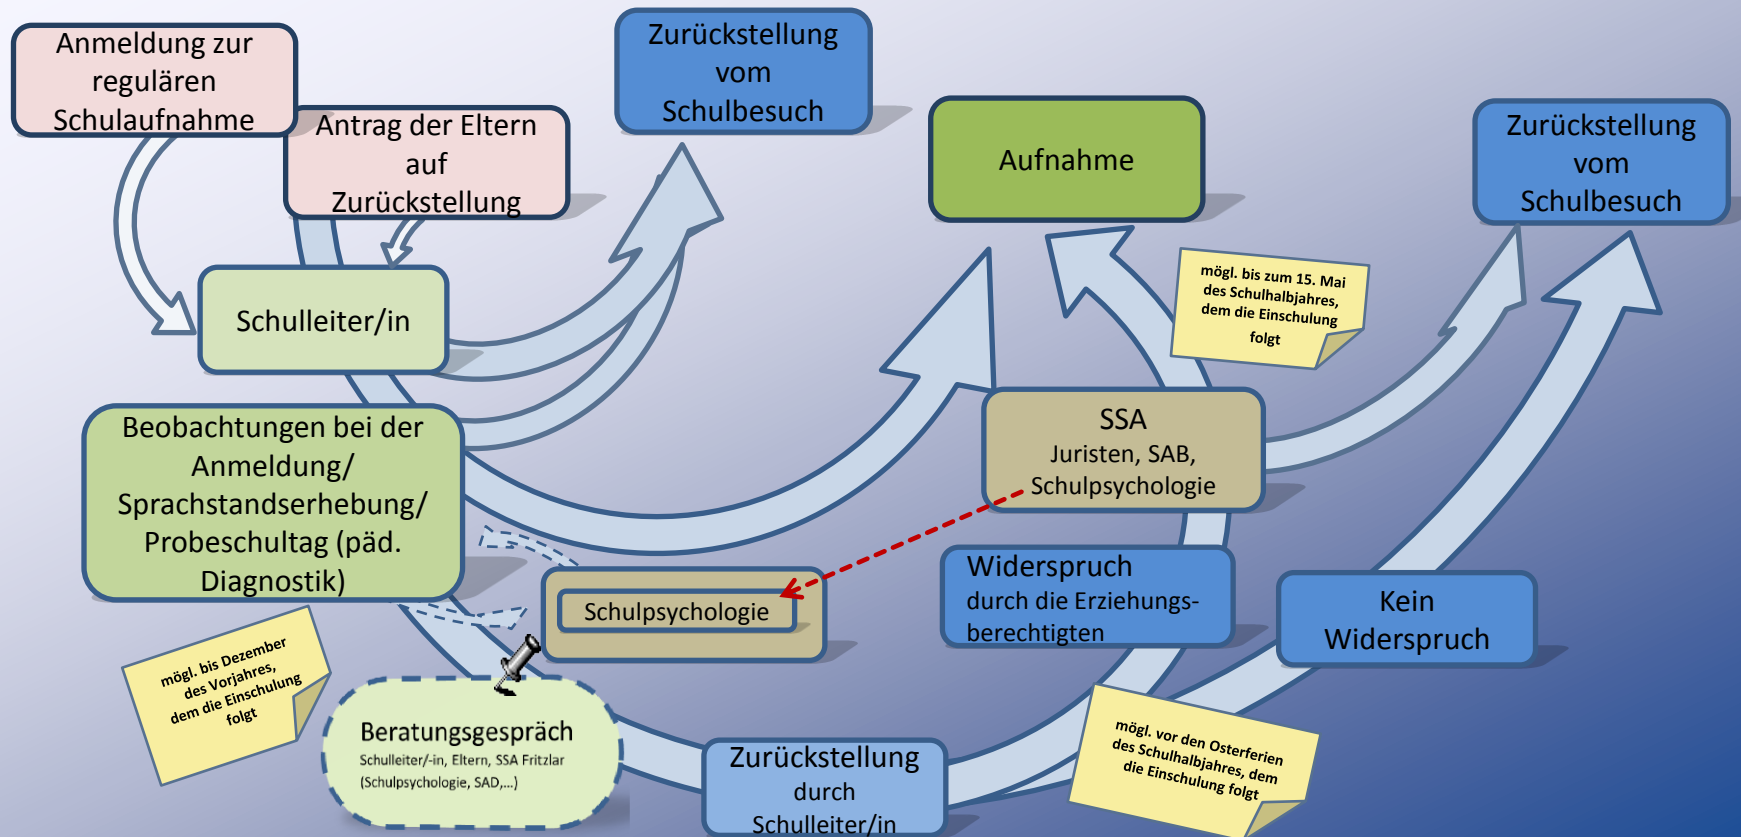 Anmeldung zur
regulären
Schulaufnahme
Antrag der Eltern
auf
Zurückstellung
Zurückstellung
vom
Schulbesuch
Aufnahme
Zurückstellung
vom
Schulbesuch
Schulleiter/in
mögl. bis zum 15. Mai
des Schulhalbjahres,
dem die Einschulung
folgt
Beobachtungen bei der
Anmeldung/
Sprachstandserhebung/
Probeschultag (päd.
Diagnostik)
SSA
Juristen, SAB,
Schulpsychologie
Schulpsychologie
Widerspruch
durch die Erziehungs-
berechtigten
Kein
Widerspruch
mögl. bis Dezember
des Vorjahres,
dem die Einschulung
folgt
Beratungsgespräch
Schulleiter/-in, Eltern, SSA Fritzlar
(Schulpsychologie, SAD,...)
Zurückstellung
durch
Schulleiter/in
mögl. vor den Osterferien
des Schulhalbjahres, dem
die Einschulung folgt